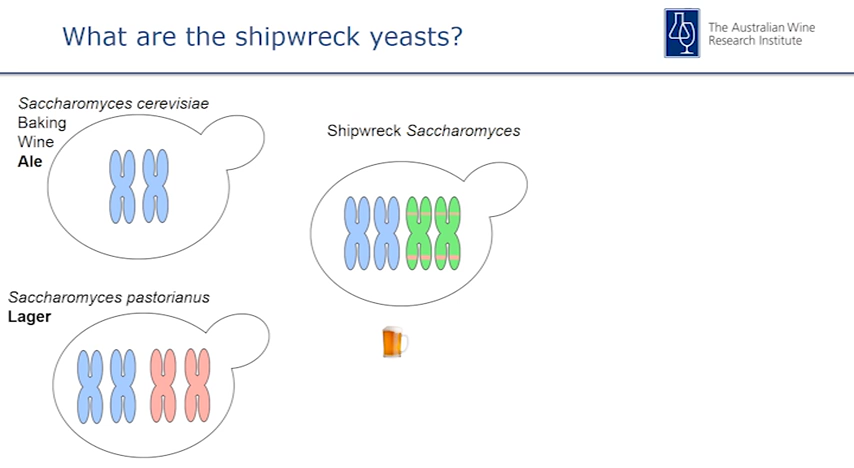 What are the shipwreck yeasts?
The Australian Wine
Research Institute
Saccharomyces cerevisiae
Baking
Wine
Ale
Shipwreck Saccharomyces
Saccharomyces pastorianus
Lager